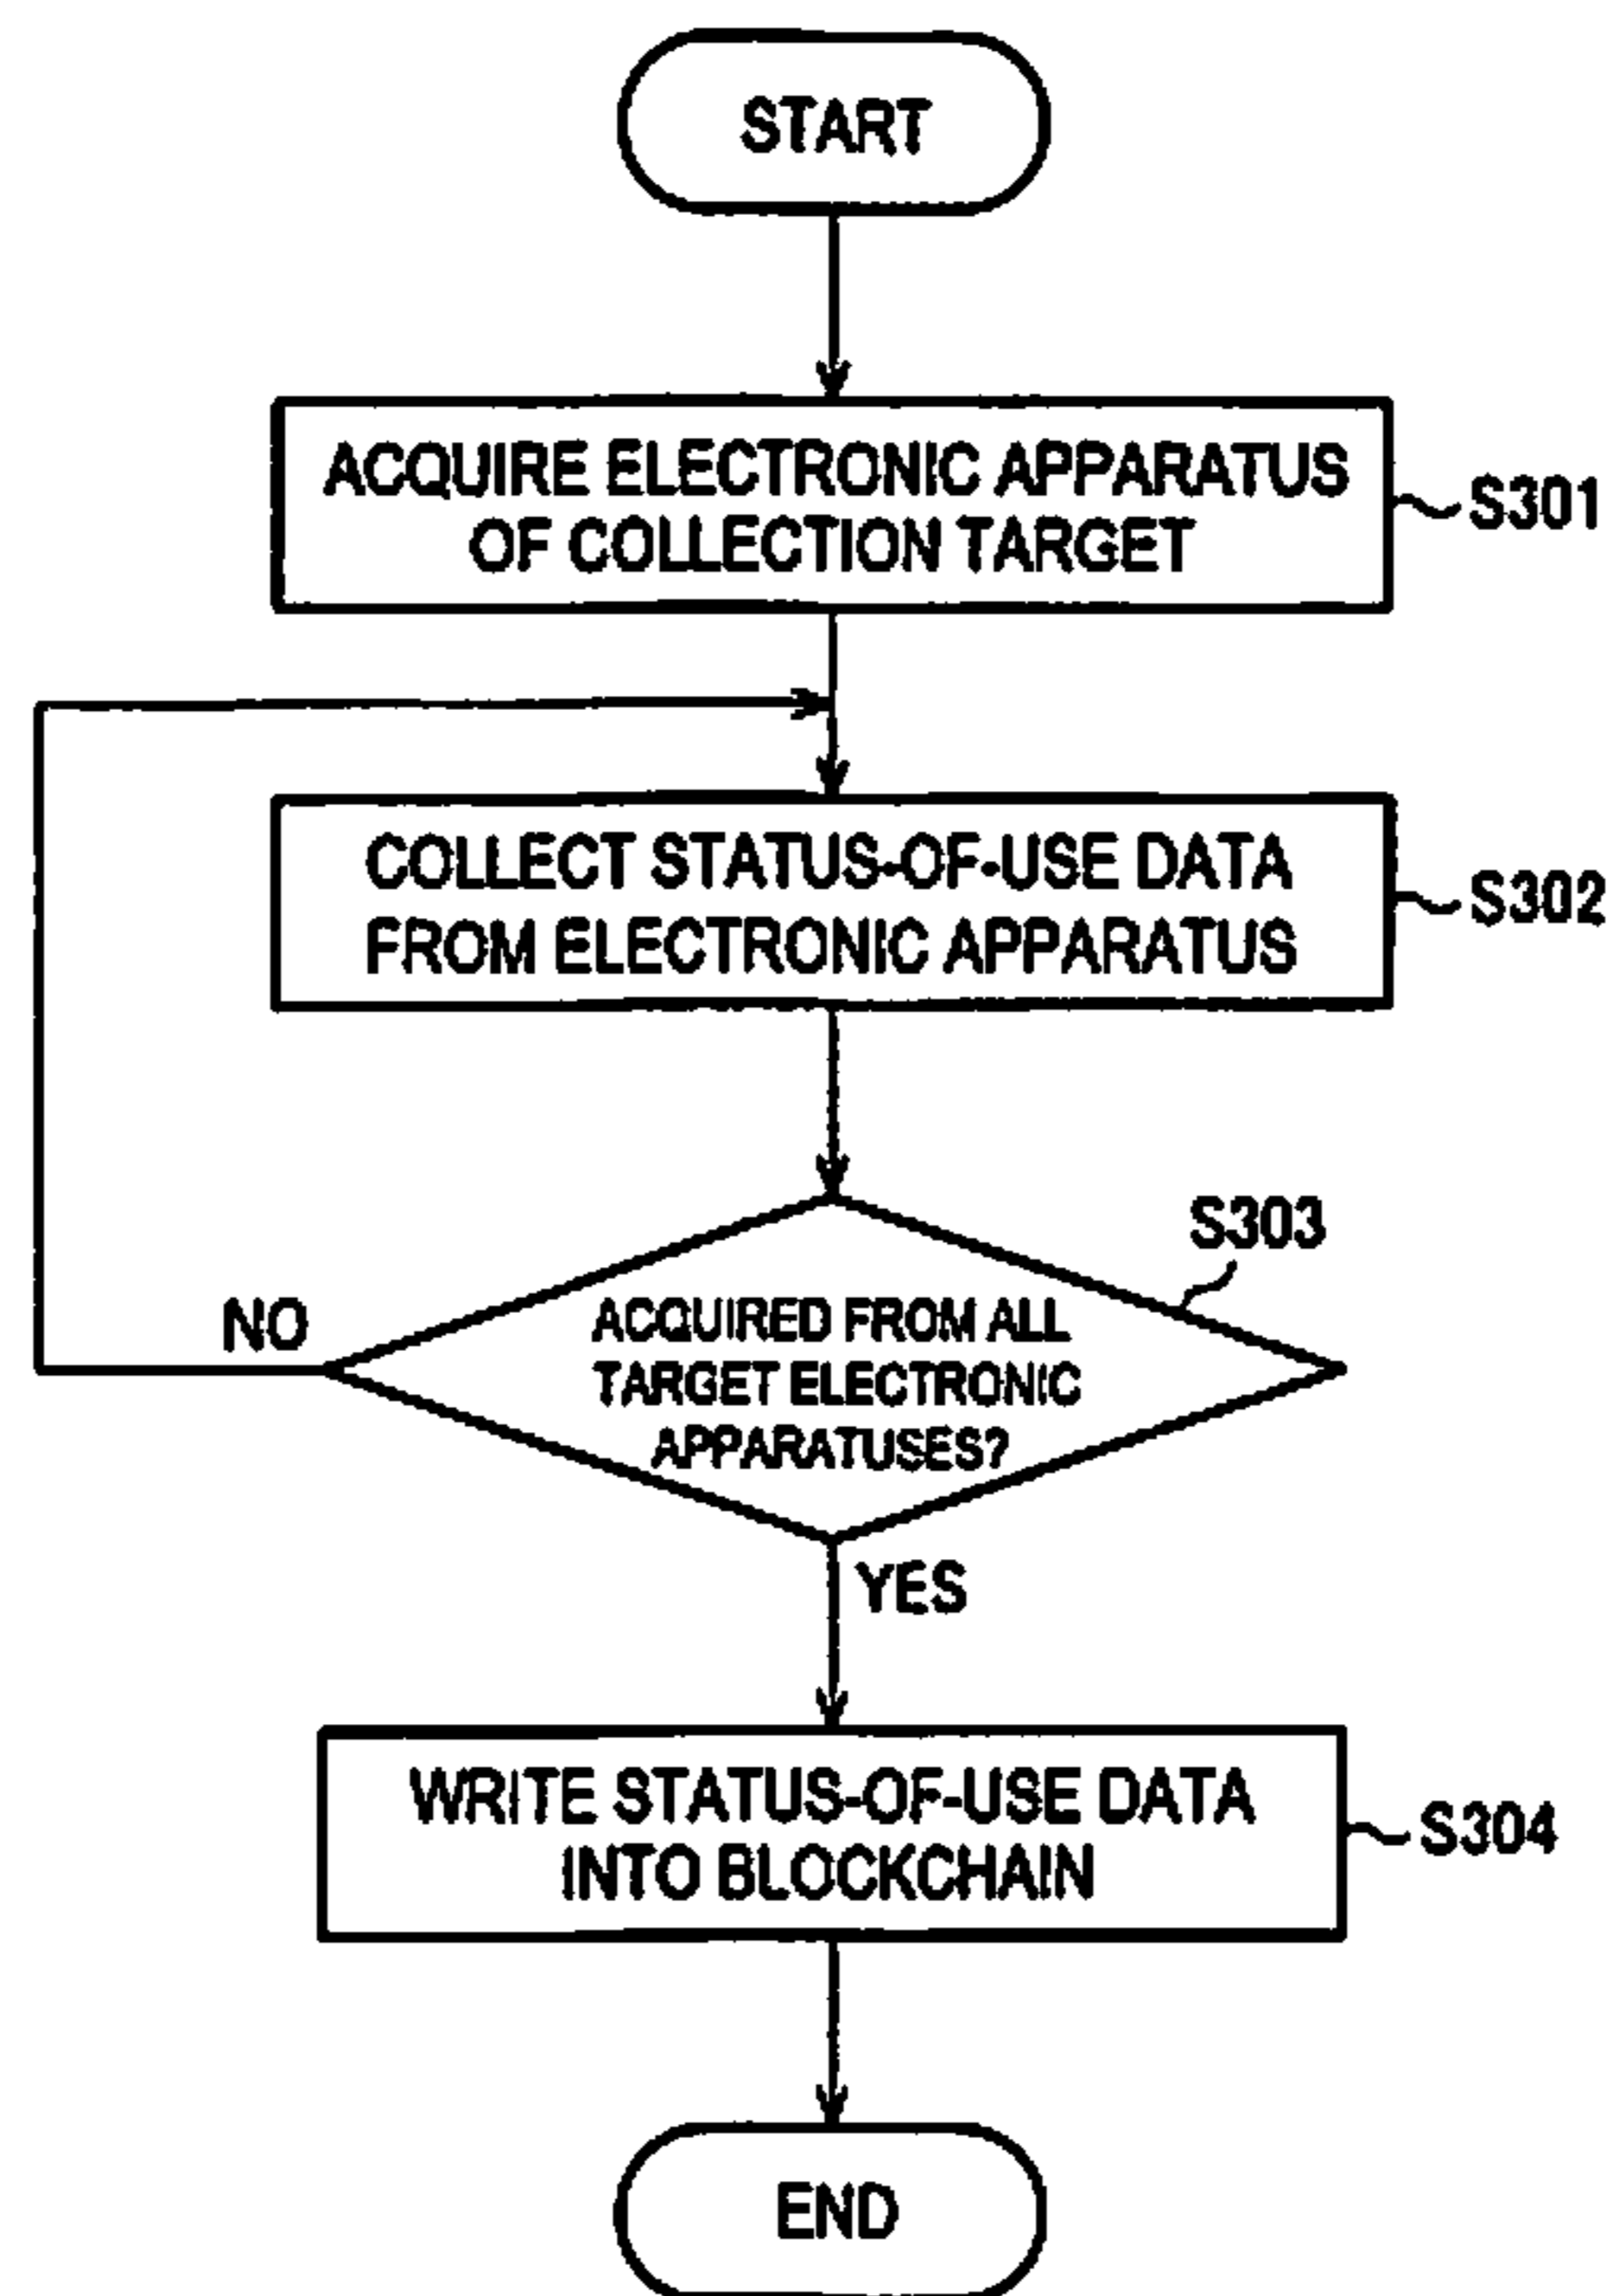 START
ACQUIRE ELECTRONIC APPARATUS
OF COLLECTION TARGET
S301
COLLECT STATUS-OF-USE DATA
FROM ELECTRONIC APPARATUS
S302
S303
NO
ACQUIRED FROM ALL
TARGET ELECTRONIC
APPARATUSES?
YES
WRITE STATUS-OF-USE DATA
INTO BLOCKCHAIN
S304
END